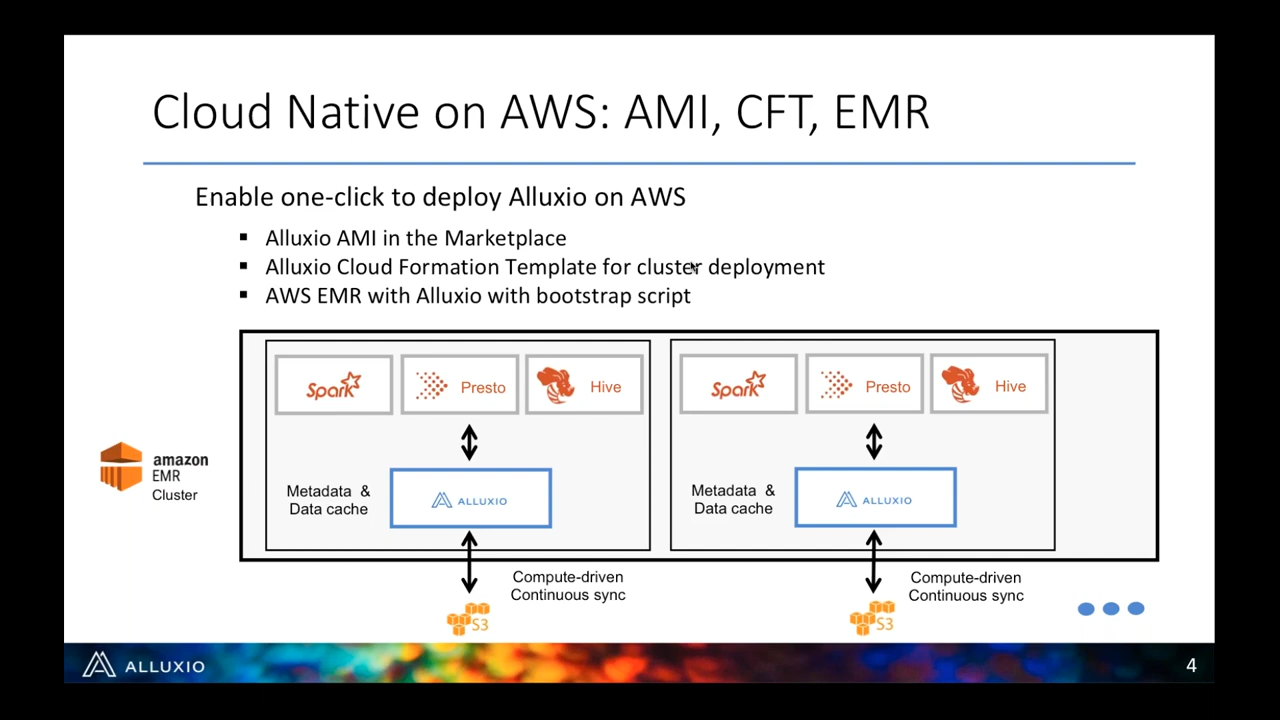 Cloud Native on AWS: AMI, CFT, EMR
Enable one-click to deploy Alluxio on AWS
▪ Alluxio AMI in the Marketplace
▪ Alluxio Cloud Formation Template for cluster deployment
▪ AWS EMR with Alluxio with bootstrap script
Spark Presto Hive
Spark Presto Hive
amazon
EMR
Cluster
Metadata &
Data cache
ALLUXIO
Metadata &
Data cache
ALLUXIO
Compute-driven
Continuous sync
S3
Compute-driven
Continuous sync
S3
ALLUXIO
4